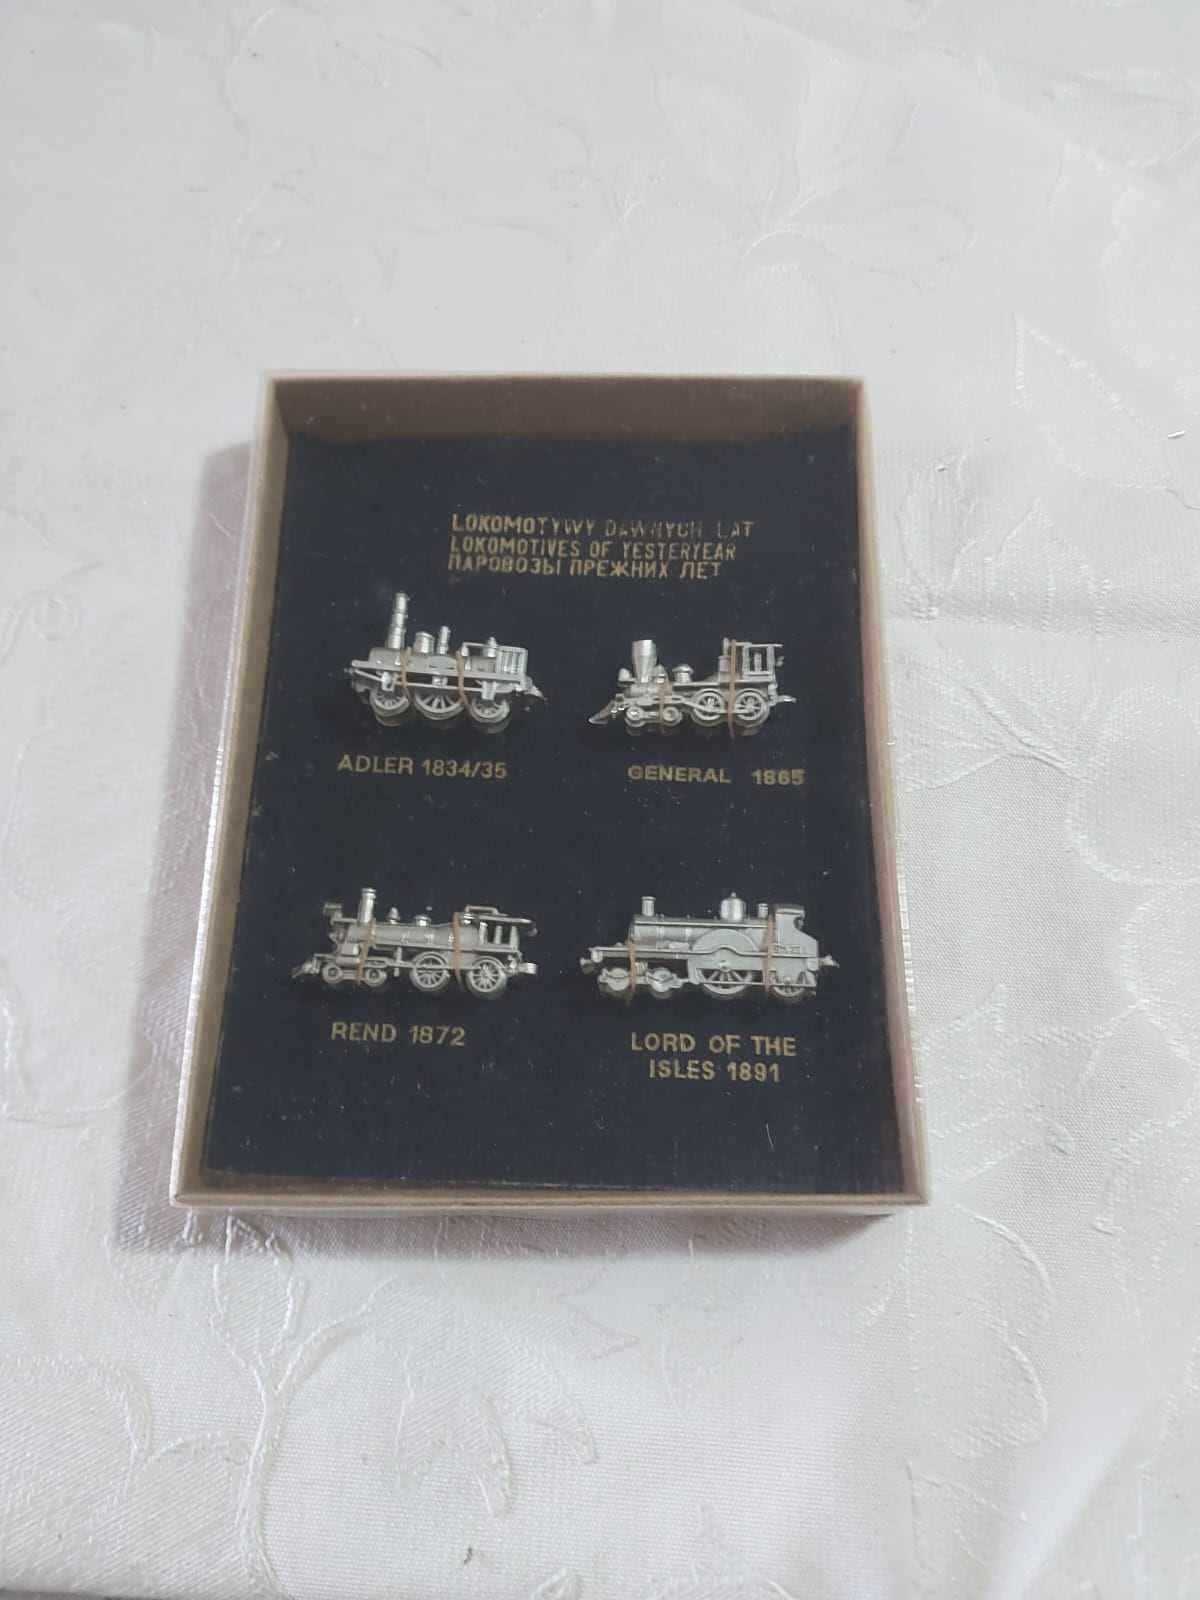 LOKOMOTYWY DAWNYCH LAT
LOKOMOTIVES OF YESTERYEAR
ПАРОВОЗЫ ПРЕЖНИХ ЛЕТ
ADLER 1834/35
GENERAL 1865
REND 1872
LORD OF THE
ISLES 1891